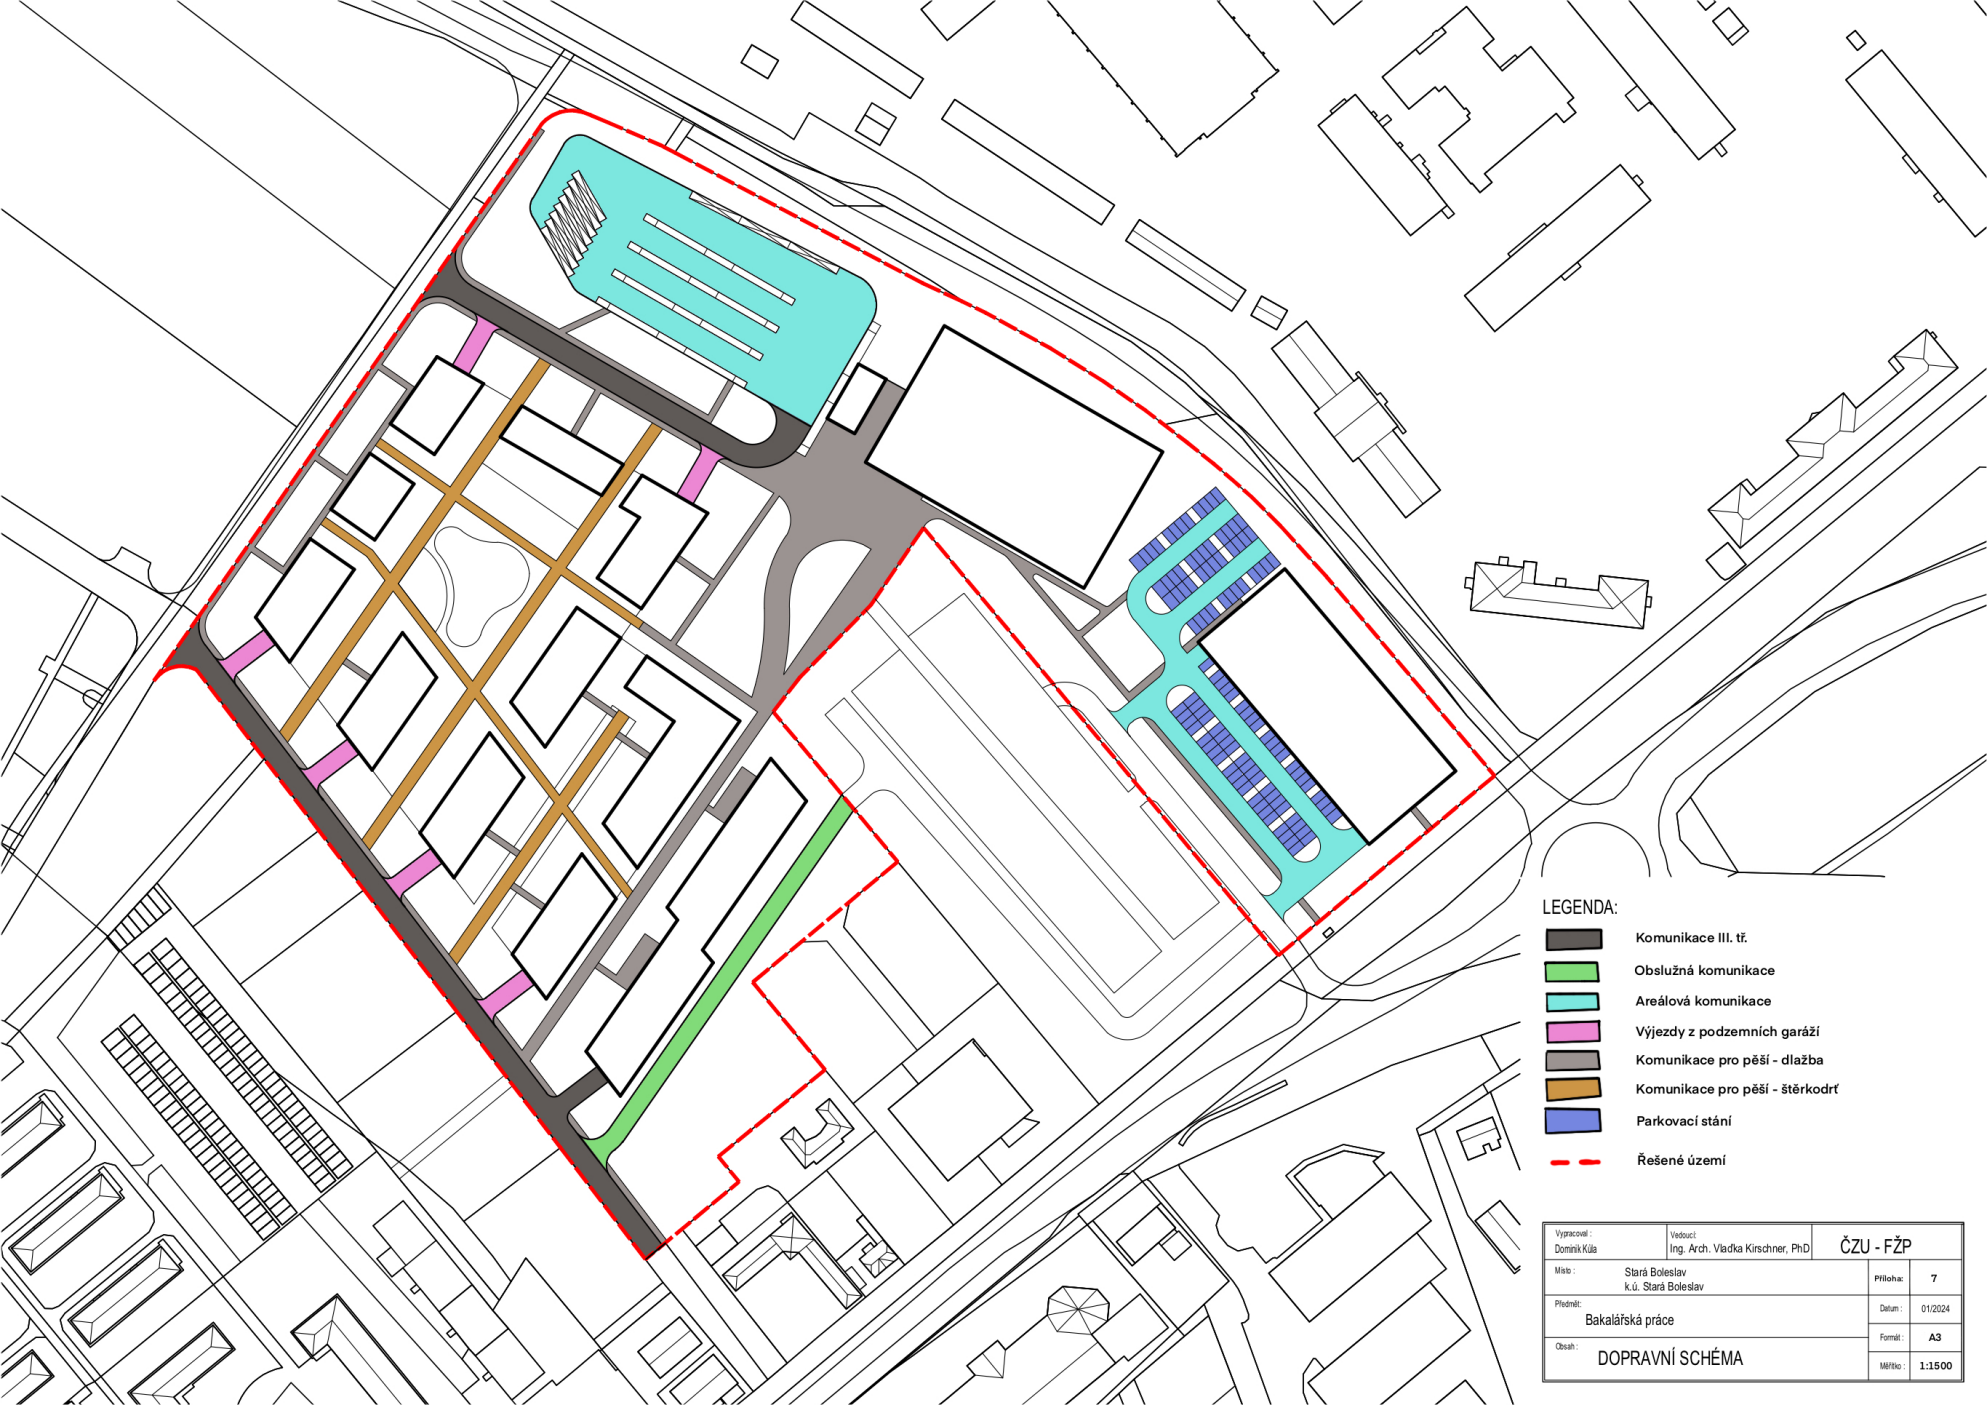 LEGENDA:
Komunikace III. tř.
Obslužná komunikace
Areálová komunikace
Výjezdy z podzemních garáží
Komunikace pro pěší - dlažba
Komunikace pro pěší - štěrkodrť
Parkovací stání
Řešené území
Vypracoval :
Dominik Kůla
Vedoucí:
Ing. Arch. Vlaďka Kirschner, PhD
ČZU - FŽP
Místo :
Stará Boleslav
k.ú. Stará Boleslav
Příloha: 7
Předmět:
Bakalářská práce
Datum : 01/2024
Formát : A3
Obsah :
DOPRAVNÍ SCHÉMA
Měřítko : 1:1500